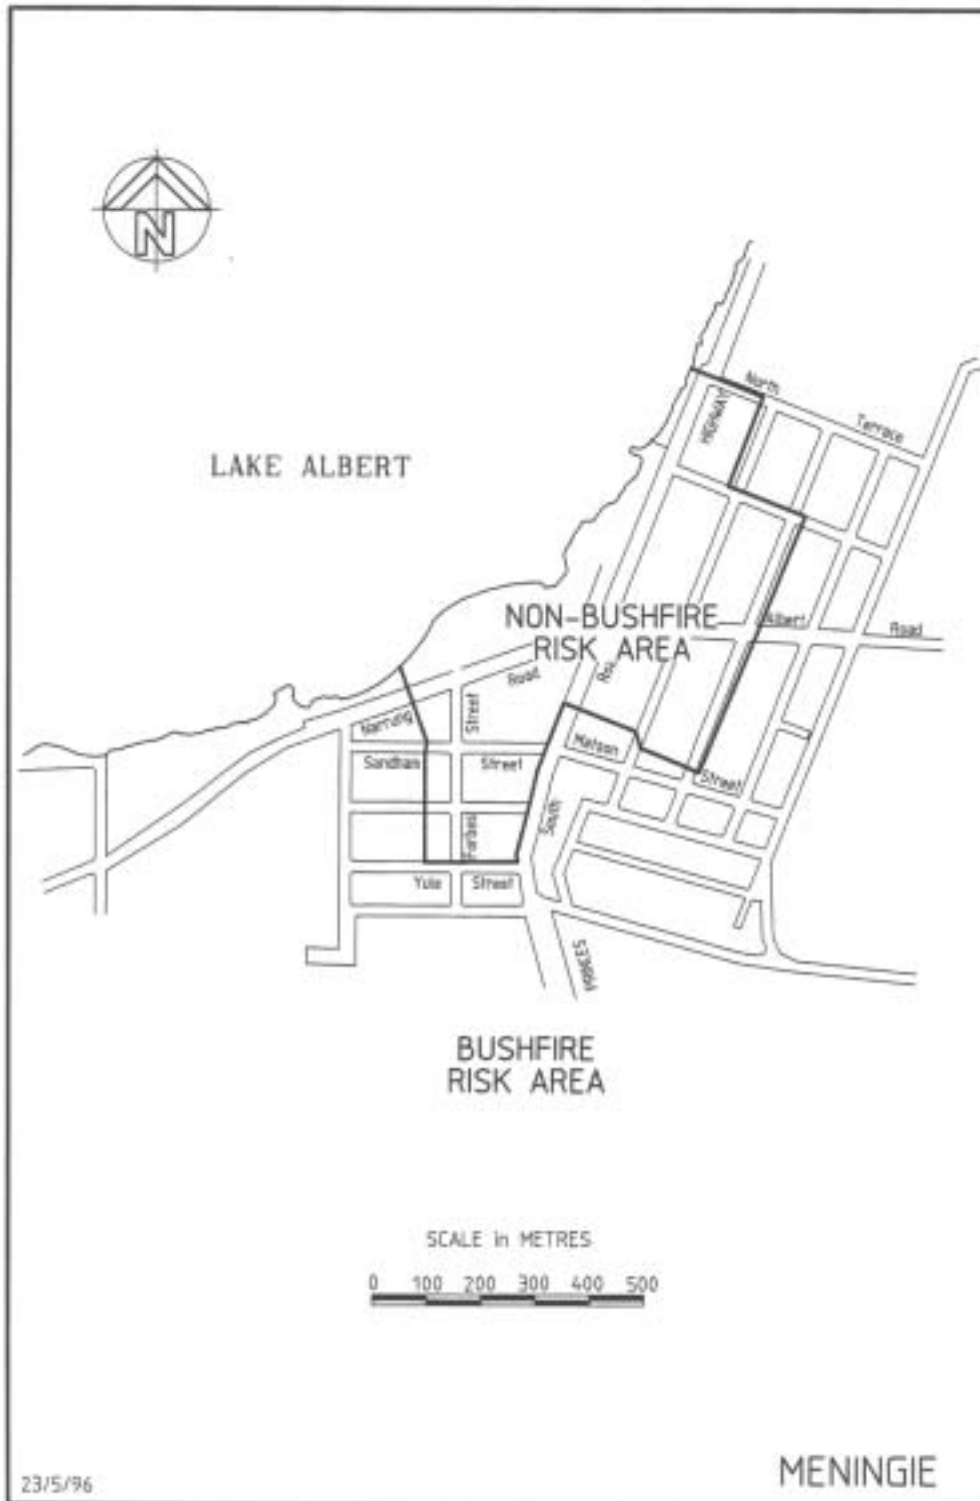 N
North
HIGHWAY
Terrace
LAKE ALBERT
NON-BUSHFIRE
RISK AREA
Albert
Road
Road
Narrung
Street
Sandham
Street
Matson
Street
South
Forbes
Yule
Street
PRINCES
BUSHFIRE
RISK AREA
SCALE in METRES
0 100 200 300 400 500
23/5/96
MENINGIE